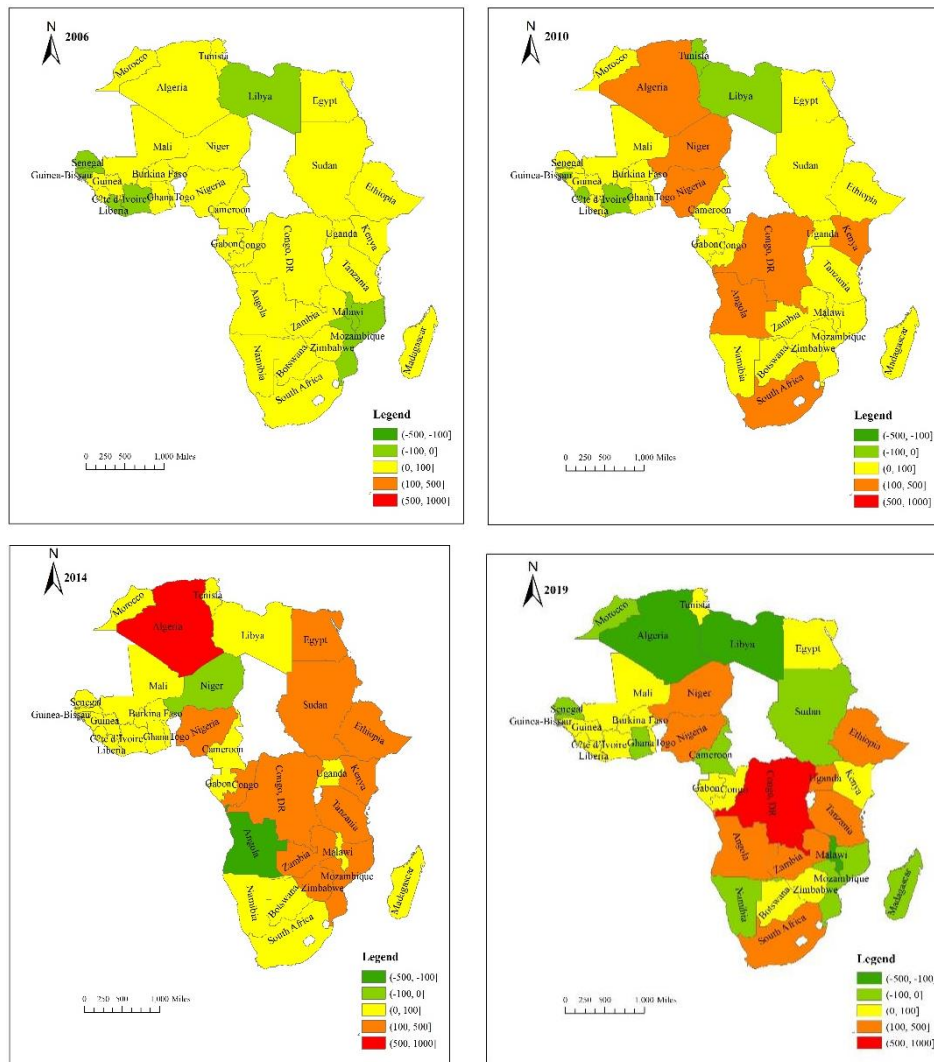 N
2006
Morocco
Tunisia
Algeria
Libya
Egypt
Mali
Niger
Sudan
Senegal
Guinea-Bissau
Guinea
Burkina Faso
Côte d'Ivoire
Ghana
Togo
Nigeria
Liberia
Cameroon
Ethiopia
Gabon
Congo
Congo, DR
Uganda
Kenya
Tanzania
Angola
Zambia
Malawi
Mozambique
Zimbabwe
Namibia
Botswana
South Africa
Madagascar
Legend
(-500, -100]
(-100, 0]
(0, 100]
(100, 500]
(500, 1000]
0 250 500 1,000 Miles
N
2010
Morocco
Tunisia
Algeria
Libya
Egypt
Mali
Niger
Sudan
Senegal
Guinea-Bissau
Guinea
Burkina Faso
Côte d'Ivoire
Ghana
Togo
Nigeria
Liberia
Cameroon
Ethiopia
Gabon
Congo
Congo, DR
Uganda
Kenya
Tanzania
Angola
Zambia
Malawi
Mozambique
Zimbabwe
Namibia
Botswana
South Africa
Madagascar
Legend
(-500, -100]
(-100, 0]
(0, 100]
(100, 500]
(500, 1000]
0 250 500 1,000 Miles
N
2014
Morocco
Tunisia
Algeria
Libya
Egypt
Mali
Niger
Sudan
Senegal
Guinea-Bissau
Guinea
Burkina Faso
Côte d'Ivoire
Ghana
Togo
Nigeria
Liberia
Cameroon
Ethiopia
Gabon
Congo
Congo, DR
Uganda
Kenya
Tanzania
Angola
Zambia
Malawi
Mozambique
Zimbabwe
Namibia
Botswana
South Africa
Madagascar
Legend
(-500, -100]
(-100, 0]
(0, 100]
(100, 500]
(500, 1000]
0 250 500 1,000 Miles
N
2019
Morocco
Tunisia
Algeria
Libya
Egypt
Mali
Niger
Sudan
Senegal
Guinea-Bissau
Guinea
Burkina Faso
Côte d'Ivoire
Ghana
Togo
Nigeria
Liberia
Cameroon
Ethiopia
Gabon
Congo
Congo, DR
Uganda
Kenya
Tanzania
Angola
Zambia
Malawi
Mozambique
Zimbabwe
Namibia
Botswana
South Africa
Madagascar
Legend
(-500, -100]
(-100, 0]
(0, 100]
(100, 500]
(500, 1000]
0 250 500 1,000 Miles